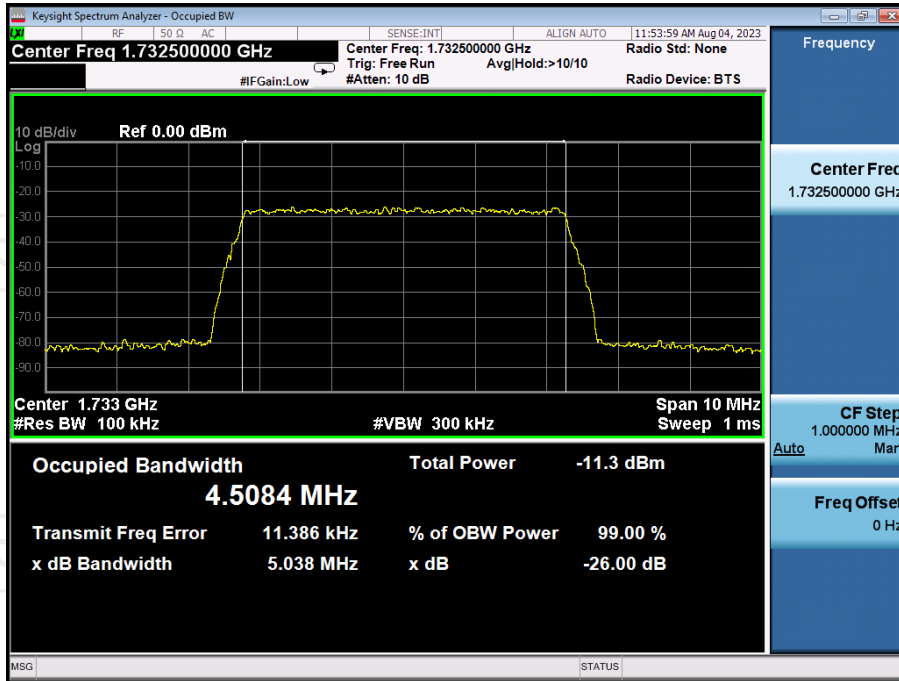 Keysight Spectrum Analyzer - Occupied BW
LXI RF 50 Ω AC SENSE:INT ALIGN AUTO 11:53:59 AM Aug 04, 2023
Center Freq 1.732500000 GHz
Center Freq: 1.732500000 GHz Radio Std: None
Trig: Free Run Avg|Hold:>10/10
#IFGain:Low #Atten: 10 dB Radio Device: BTS
10 dB/div Ref 0.00 dBm
Log
-10.0
-20.0
-30.0
-40.0
-50.0
-60.0
-70.0
-80.0
-90.0
Center 1.733 GHz Span 10 MHz
#Res BW 100 kHz #VBW 300 kHz Sweep 1 ms
Occupied Bandwidth Total Power -11.3 dBm
4.5084 MHz
Transmit Freq Error 11.386 kHz % of OBW Power 99.00 %
x dB Bandwidth 5.038 MHz x dB -26.00 dB
MSG STATUS
Frequency
Center Freq
1.732500000 GHz
CF Step
1.000000 MHz
Auto Man
Freq Offset
0 Hz